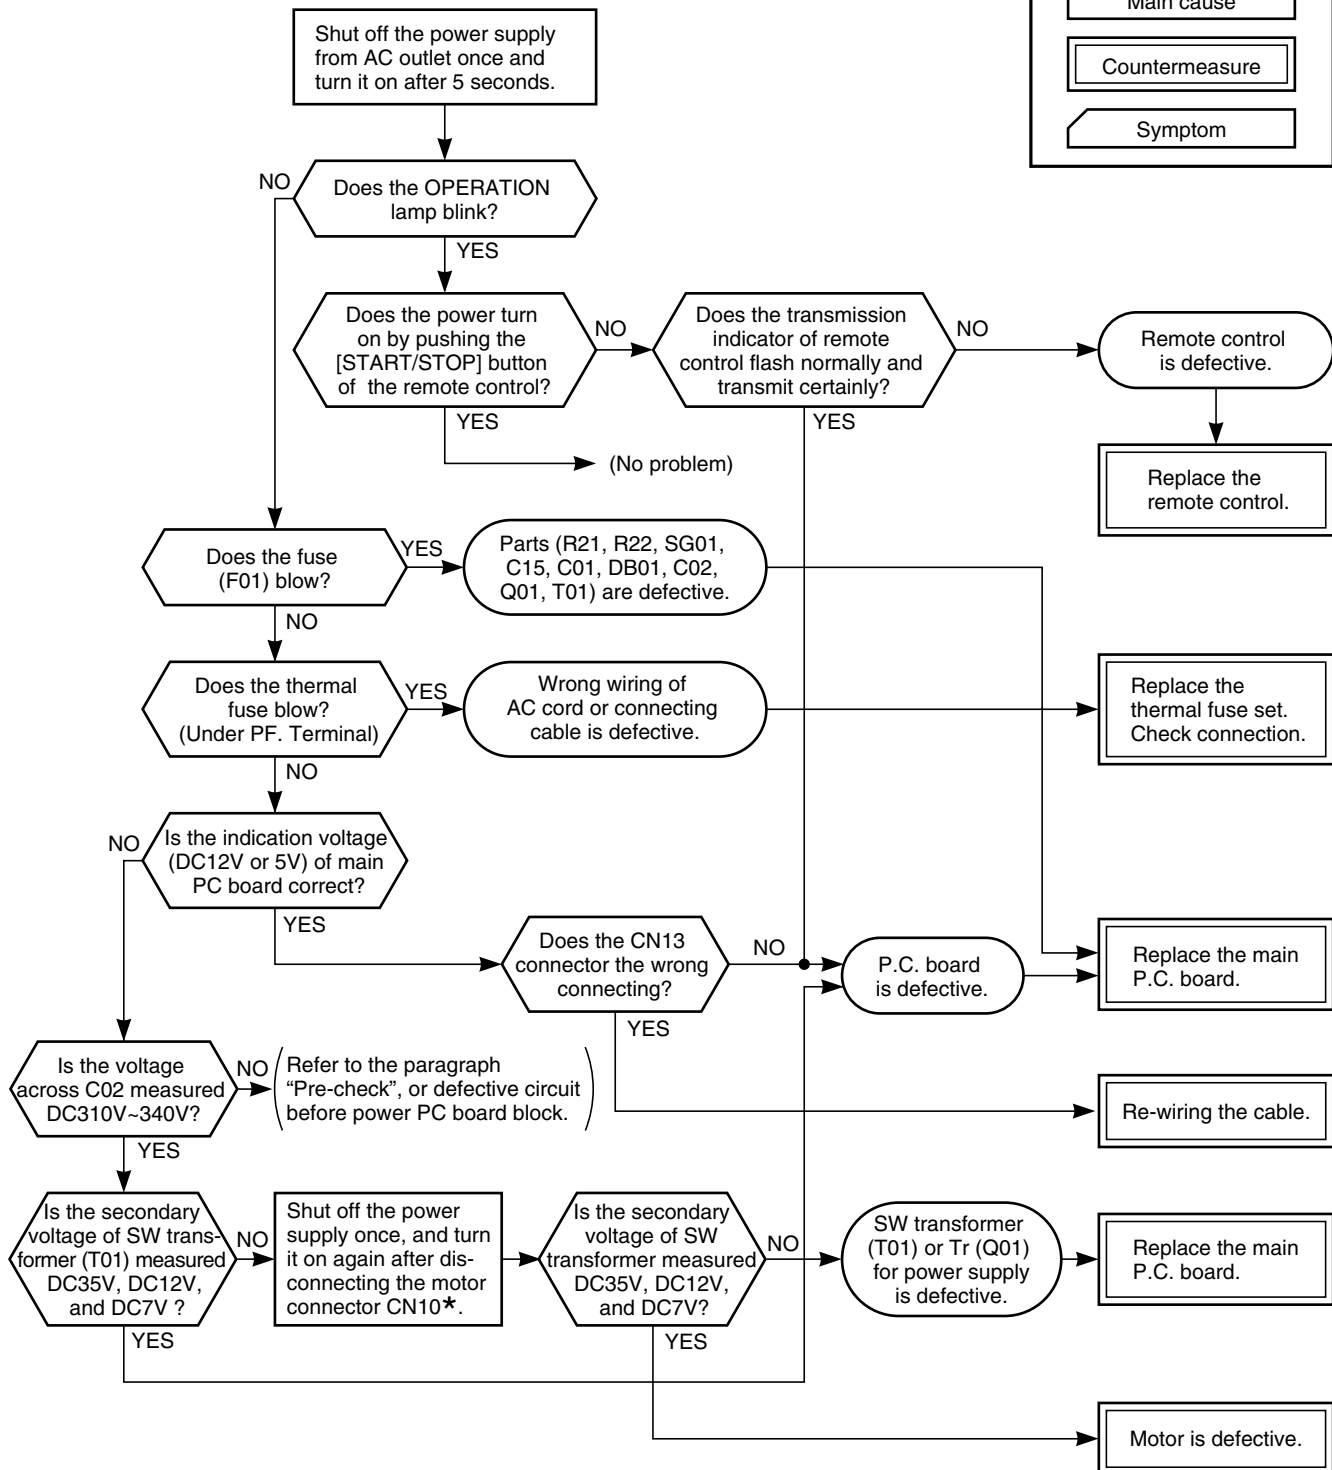 Main cause
Countermeasure
Symptom
Shut off the power supply
from AC outlet once and
turn it on after 5 seconds.
NO
Does the OPERATION
lamp blink?
YES
Does the power turn
on by pushing the
[START/STOP] button
of the remote control?
NO
Does the transmission
indicator of remote
control flash normally and
transmit certainly?
NO
Remote control
is defective.
YES
YES
(No problem)
Replace the
remote control.
Does the fuse
(F01) blow?
YES
Parts (R21, R22, SG01,
C15, C01, DB01, C02,
Q01, T01) are defective.
NO
Does the thermal
fuse blow?
(Under PF. Terminal)
YES
Wrong wiring of
AC cord or connecting
cable is defective.
Replace the
thermal fuse set.
Check connection.
NO
NO
Is the indication voltage
(DC12V or 5V) of main
PC board correct?
YES
Does the CN13
connector the wrong
connecting?
NO
P.C. board
is defective.
Replace the main
P.C. board.
YES
Is the voltage
across C02 measured
DC310V~340V?
NO
Refer to the paragraph
“Pre-check”, or defective circuit
before power PC board block.
Re-wiring the cable.
YES
Is the secondary
voltage of SW trans-
former (T01) measured
DC35V, DC12V,
and DC7V ?
NO
Shut off the power
supply once, and turn
it on again after dis-
connecting the motor
connector CN10*.
Is the secondary
voltage of SW
transformer measured
DC35V, DC12V,
and DC7V?
NO
SW transformer
(T01) or Tr (Q01)
for power supply
is defective.
Replace the main
P.C. board.
YES
YES
Motor is defective.